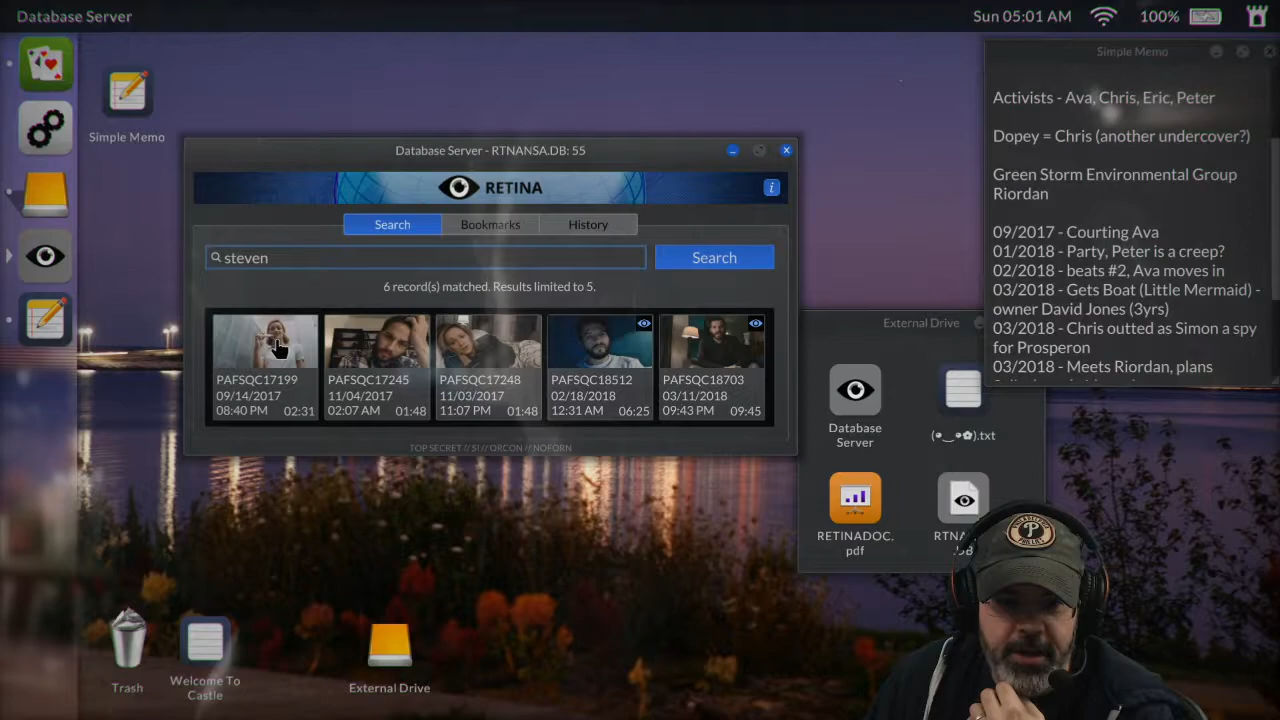 Database Server
Sun 05:01 AM
100%
Simple Memo
Database Server - RTNANSA.DB: 55
RETINA
i
Search
Bookmarks
History
steven
Search
6 record(s) matched. Results limited to 5.
PAFSQC17199
09/14/2017
08:40 PM 02:31
PAFSQC17245
11/04/2017
02:07 AM 01:48
PAFSQC17248
11/03/2017
11:07 PM 01:48
PAFSQC18512
02/18/2018
12:31 AM 06:25
PAFSQC18703
03/11/2018
09:43 PM 09:45
TOP SECRET // SI // ORCON // NOFORN
Simple Memo
Activists - Ava, Chris, Eric, Peter
Dopey = Chris (another undercover?)
Green Storm Environmental Group
Riordan
09/2017 - Courting Ava
01/2018 - Party, Peter is a creep?
02/2018 - beats #2, Ava moves in
03/2018 - Gets Boat (Little Mermaid) -
owner David Jones (3yrs)
03/2018 - Chris outted as Simon a spy
for Prosperon
03/2018 - Meets Riordan, plans
External Drive
Database
Server
(•‿•✿).txt
RETINADOC.
pdf
Trash
Welcome To
Castle
External Drive
PHILADELPHIA
P
PHILLIES